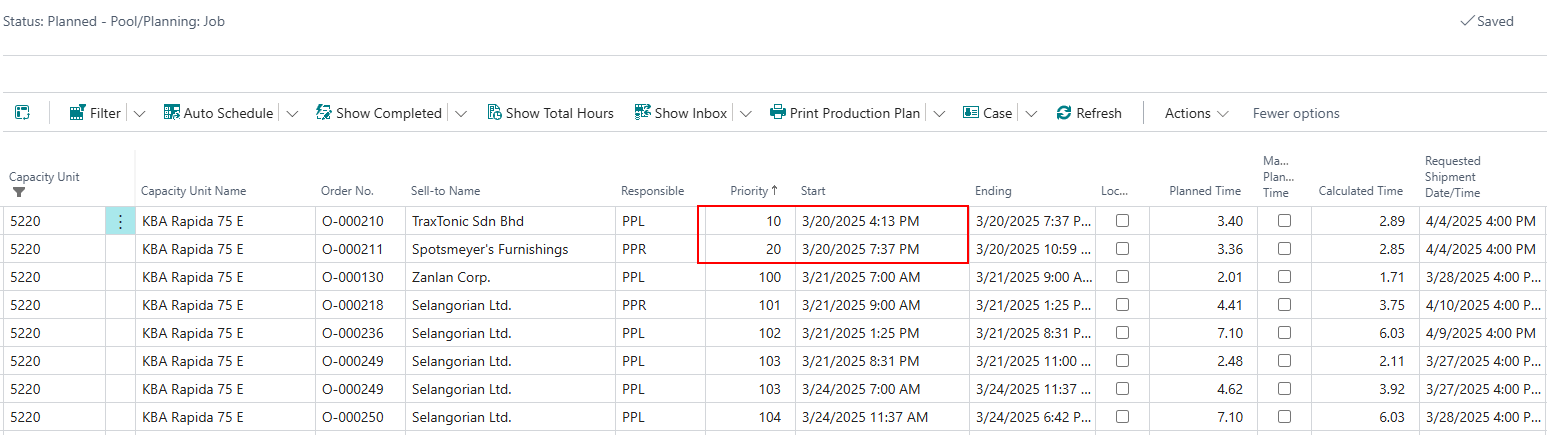 Status: Planned - Pool/Planning: Job
Saved
Filter Auto Schedule Show Completed Show Total Hours Show Inbox Print Production Plan Case Refresh Actions Fewer options
Capacity Unit Capacity Unit Name Order No. Sell-to Name Responsible Priority ↑ Start Ending Loc... Planned Time Ma... Plan... Time Calculated Time Requested Shipment Date/Time
5220 KBA Rapida 75 E O-000210 TraxTonic Sdn Bhd PPL 10 3/20/2025 4:13 PM 3/20/2025 7:37 P... 3.40 2.89 4/4/2025 4:00 PM
5220 KBA Rapida 75 E O-000211 Spotsmeyer's Furnishings PPR 20 3/20/2025 7:37 PM 3/20/2025 10:59 ... 3.36 2.85 4/4/2025 4:00 PM
5220 KBA Rapida 75 E O-000130 Zanlan Corp. PPL 100 3/21/2025 7:00 AM 3/21/2025 9:00 A... 2.01 1.71 3/28/2025 4:00 P...
5220 KBA Rapida 75 E O-000218 Selangorian Ltd. PPR 101 3/21/2025 9:00 AM 3/21/2025 1:25 P... 4.41 3.75 4/10/2025 4:00 P...
5220 KBA Rapida 75 E O-000236 Selangorian Ltd. PPL 102 3/21/2025 1:25 PM 3/21/2025 8:31 P... 7.10 6.03 4/9/2025 4:00 PM
5220 KBA Rapida 75 E O-000249 Selangorian Ltd. PPL 103 3/21/2025 8:31 PM 3/21/2025 11:00 ... 2.48 2.11 3/27/2025 4:00 P...
5220 KBA Rapida 75 E O-000249 Selangorian Ltd. PPL 103 3/24/2025 7:00 AM 3/24/2025 11:37 ... 4.62 3.92 3/27/2025 4:00 P...
5220 KBA Rapida 75 E O-000250 Selangorian Ltd. PPL 104 3/24/2025 11:37 AM 3/24/2025 6:42 P... 7.10 6.03 3/28/2025 4:00 P...